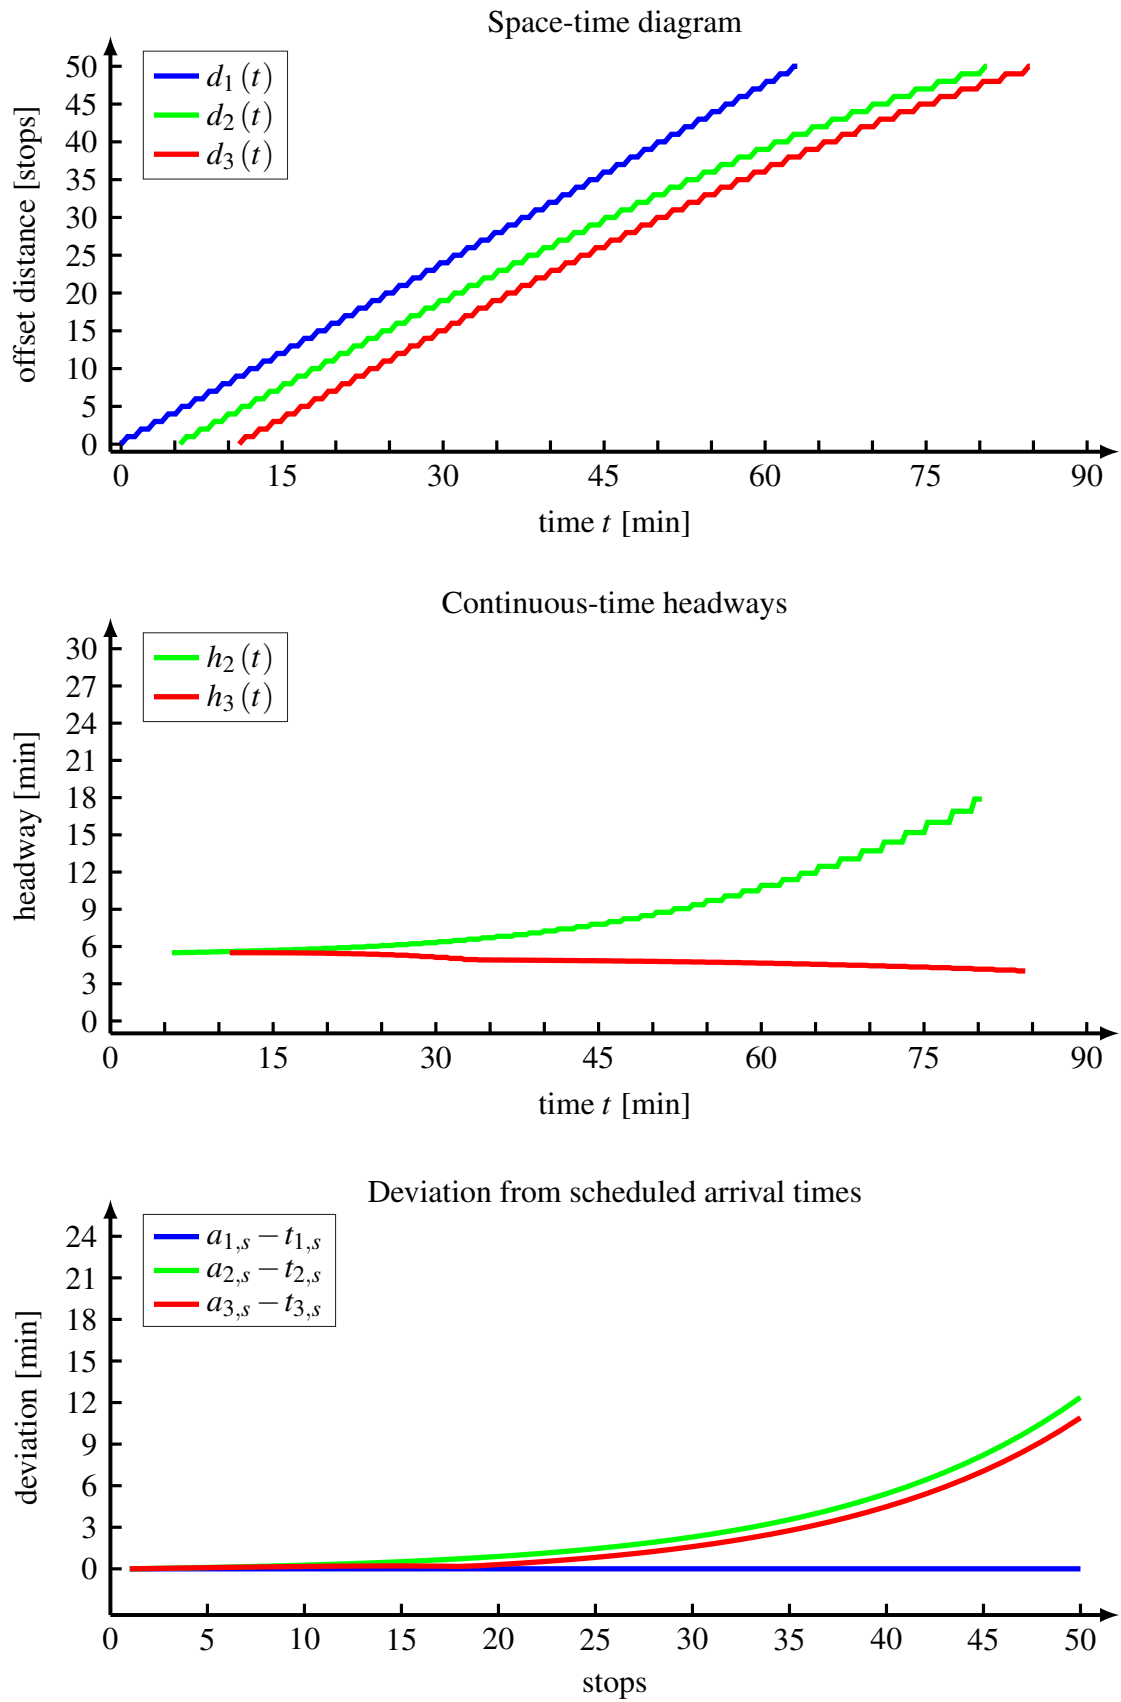 Space-time diagram
d₁(t)
d₂(t)
d₃(t)
50
45
40
35
30
25
20
15
10
5
0
offset distance [stops]
0 15 30 45 60 75 90
time t [min]
Continuous-time headways
h₂(t)
h₃(t)
30
27
24
21
18
15
12
9
6
3
0
headway [min]
0 15 30 45 60 75 90
time t [min]
Deviation from scheduled arrival times
a₁,ₛ − t₁,ₛ
a₂,ₛ − t₂,ₛ
a₃,ₛ − t₃,ₛ
24
21
18
15
12
9
6
3
0
deviation [min]
0 5 10 15 20 25 30 35 40 45 50
stops